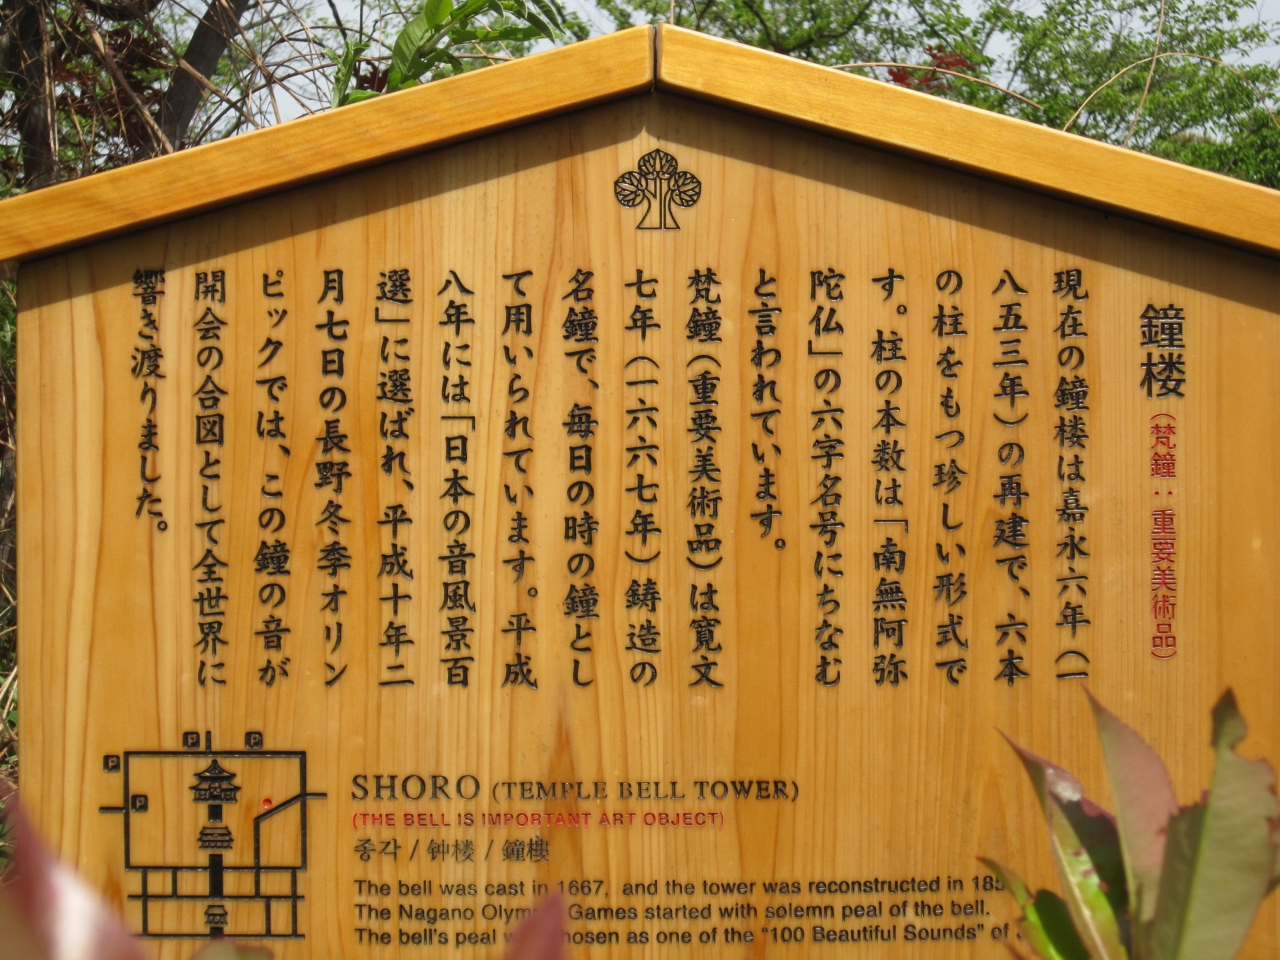 鐘楼（梵鐘：重要美術品）
現在の鐘楼は嘉永六年（一
八五三年）の再建で、六本
の柱をもつ珍しい形式で
す。柱の本数は「南無阿弥
陀仏」の六字名号にちなむ
と言われています。
梵鐘（重要美術品）は寛文
七年（一六六七年）鋳造の
名鐘で、毎日の時の鐘とし
て用いられています。平成
八年には「日本の音風景百
選」に選ばれ、平成十年二
月七日の長野冬季オリン
ピックでは、この鐘の音が
開会の合図として全世界に
響き渡りました。
P P
P
P
SHORO (TEMPLE BELL TOWER)
(THE BELL IS IMPORTANT ART OBJECT)
종각 / 钟楼 / 鐘樓
The bell was cast in 1667, and the tower was reconstructed in
The Nagano Games started with solemn peal of the bell.
The bell's peal as one of the "100 Beautiful Sounds" of